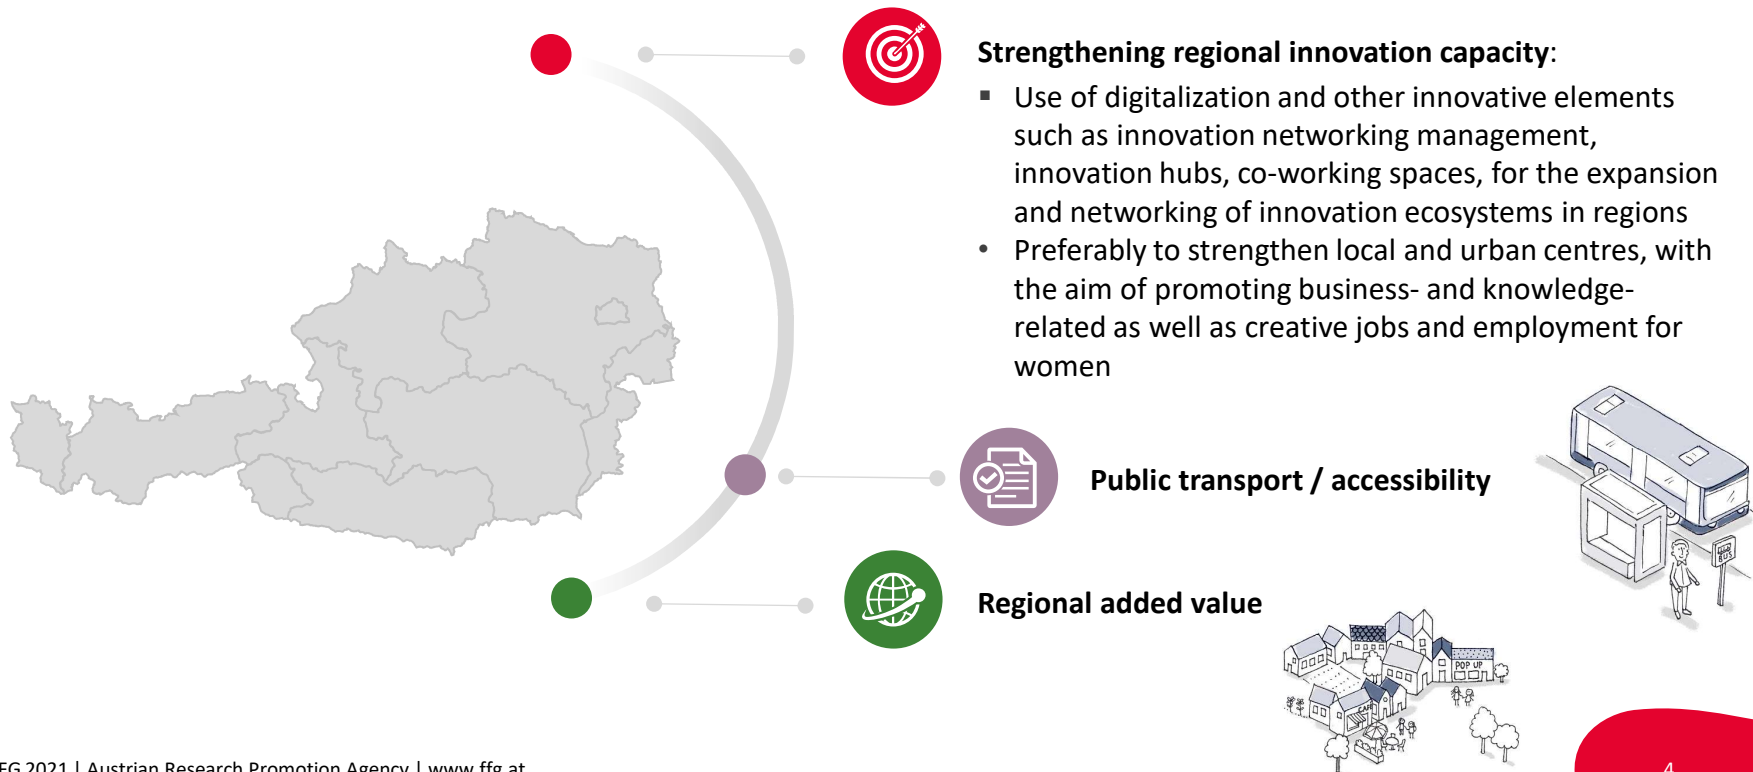 Strengthening regional innovation capacity:
▪ Use of digitalization and other innovative elements
such as innovation networking management,
innovation hubs, co-working spaces, for the expansion
and networking of innovation ecosystems in regions
• Preferably to strengthen local and urban centres, with
the aim of promoting business- and knowledge-
related as well as creative jobs and employment for
women
Public transport / accessibility
BUS
Regional added value
POP UP
CAFE
2021 | Austrian Research Promotion Agency | www.ffg.at
4